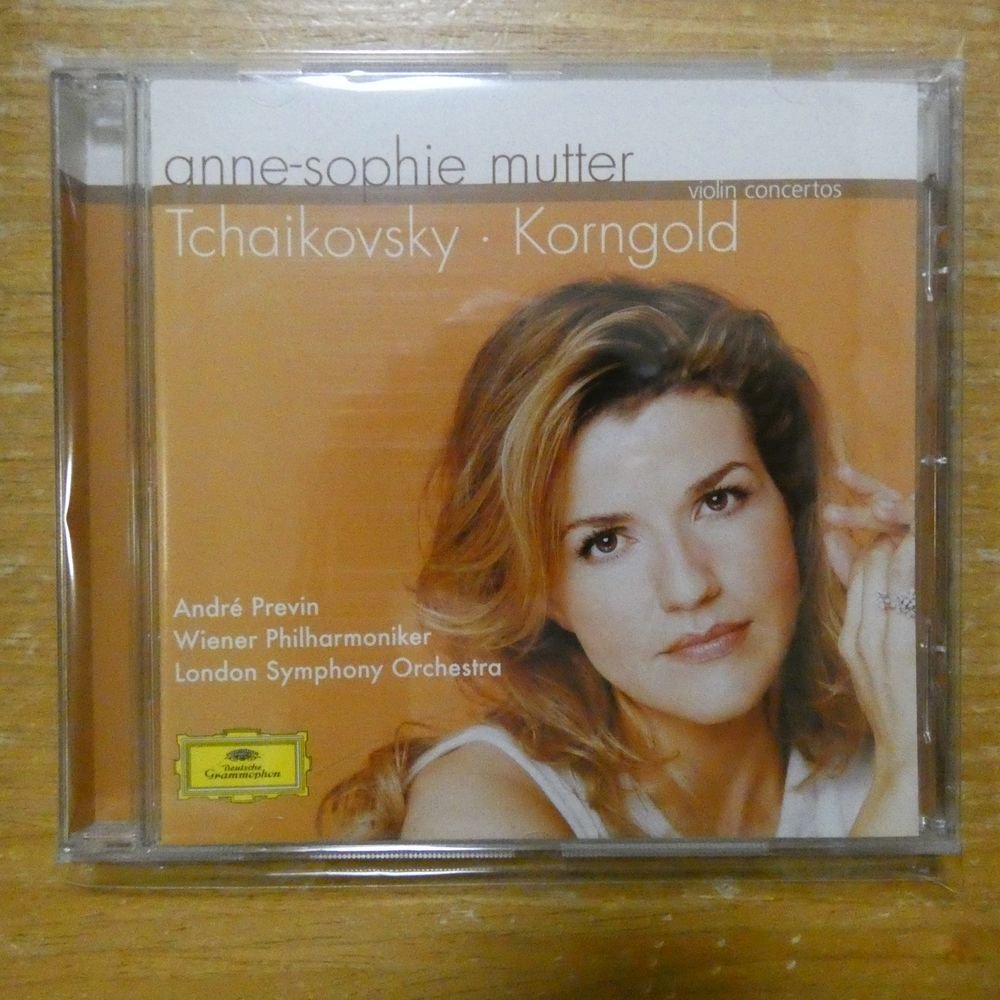 anne-sophie mutter
violin concertos
Tchaikovsky · Korngold
André Previn
Wiener Philharmoniker
London Symphony Orchestra
Deutsche
Grammophon